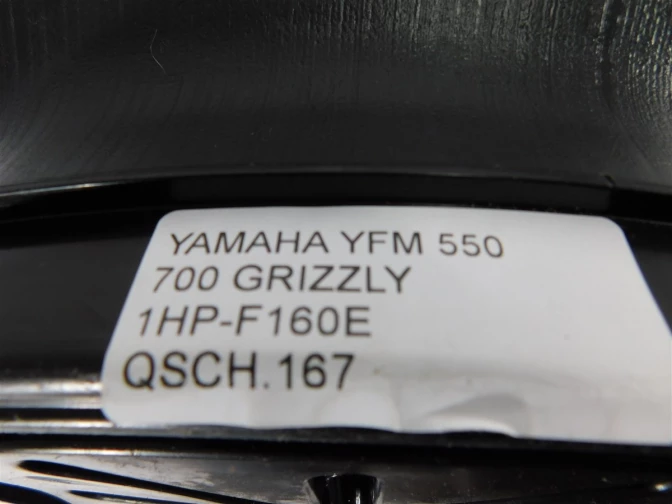 YAMAHA YFM 550
700 GRIZZLY
1HP-F160E
QSCH.167